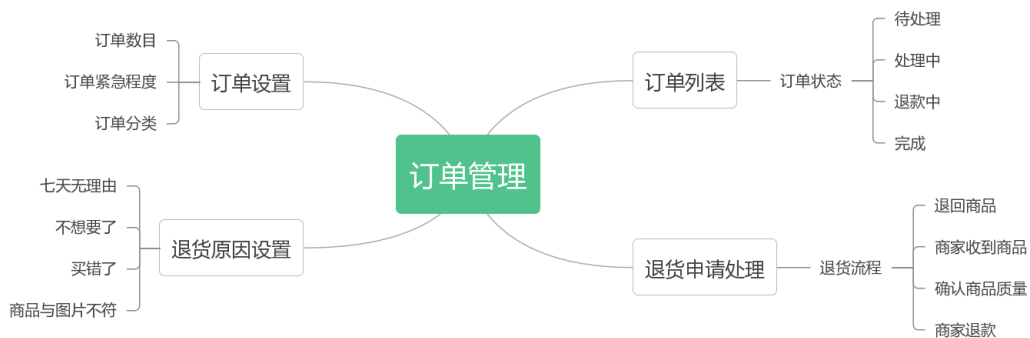 订单管理
订单设置
订单数目
订单紧急程度
订单分类
退货原因设置
七天无理由
不想要了
买错了
商品与图片不符
订单列表
订单状态
待处理
处理中
退款中
完成
退货申请处理
退货流程
退回商品
商家收到商品
确认商品质量
商家退款